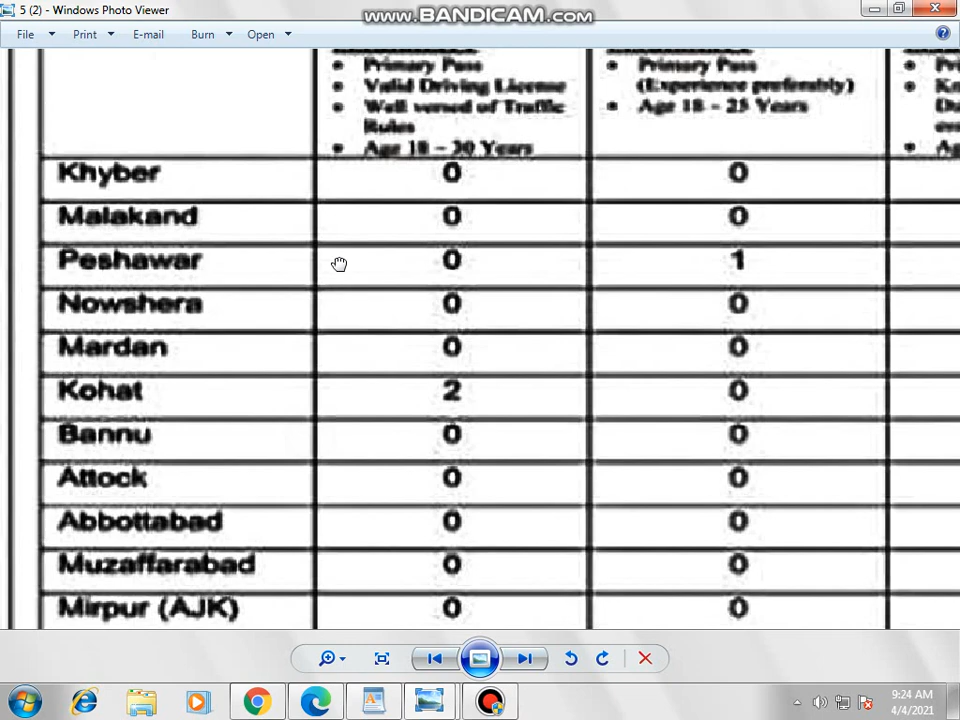 5 (2) - Windows Photo Viewer
www.BANDICAM.com
File Print E-mail Burn Open
Primary Pass
Valid Driving License
Well versed of Traffic
Rules
Age 18 – 30 Years
Primary Pass
(Experience preferably)
Age 18 – 25 Years
Khyber 0 0
Malakand 0 0
Peshawar 0 1
Nowshera 0 0
Mardan 0 0
Kohat 2 0
Bannu 0 0
Attock 0 0
Abbottabad 0 0
Muzaffarabad 0 0
Mirpur (AJK) 0 0
9:24 AM
4/4/2021